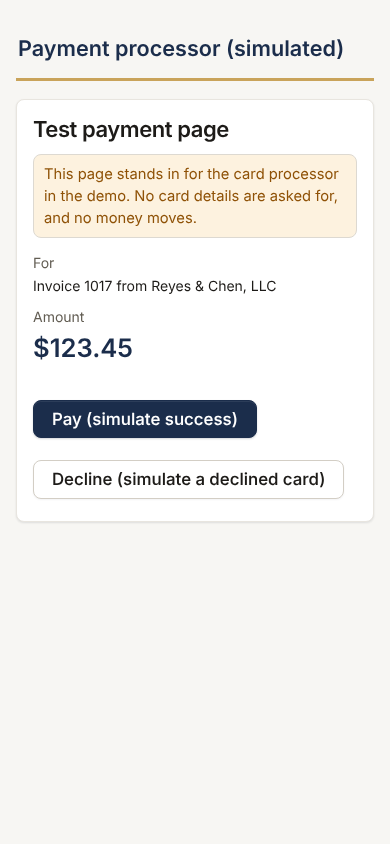 Payment processor (simulated)
Test payment page
This page stands in for the card processor
in the demo. No card details are asked for,
and no money moves.
For
Invoice 1017 from Reyes & Chen, LLC
Amount
$123.45
Pay (simulate success)
Decline (simulate a declined card)